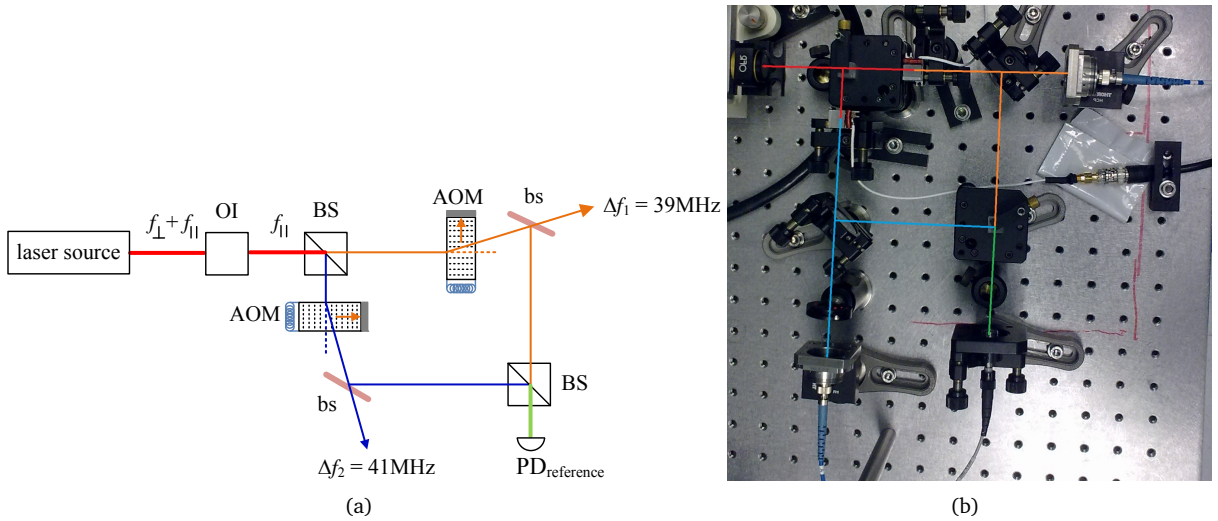 f⊥ + f||
OI
f||
BS
AOM
bs
Δf1 = 39MHz
laser source
AOM
bs
BS
Δf2 = 41MHz
PDreference
(a)
(b)